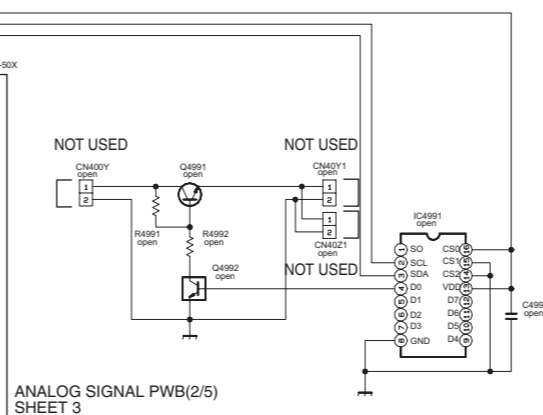 -50X
NOT USED
NOT USED
CN400Y
open
Q4991
open
CN40Y1
open
1
2
1
2
1
2
R4991
open
R4992
open
CN40Z1
open
NOT USED
Q4992
open
IC4991
open
1 SO CS0 16
2 SCL CS1 15
3 SDA CS2 14
4 D0 VDD 13
5 D1 D7 12
6 D2 D6 11
7 D3 D5 10
8 GND D4 9
C499
open
ANALOG SIGNAL PWB(2/5)
SHEET 3